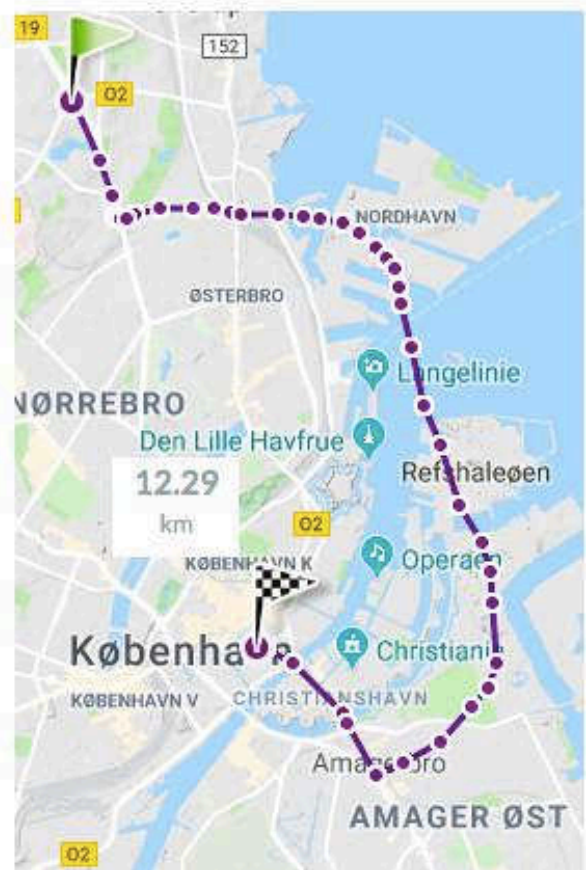 19
152
O2
NORDHAVN
ØSTERBRO
Langelinie
NØRREBRO
Den Lille Havfrue
Refshaleøen
12.29
km
O2
KØBENHAVN K
Operaen
København
Christiania
KØBENHAVN V
CHRISTIANSHAVN
Amagerbro
AMAGER ØST
O2